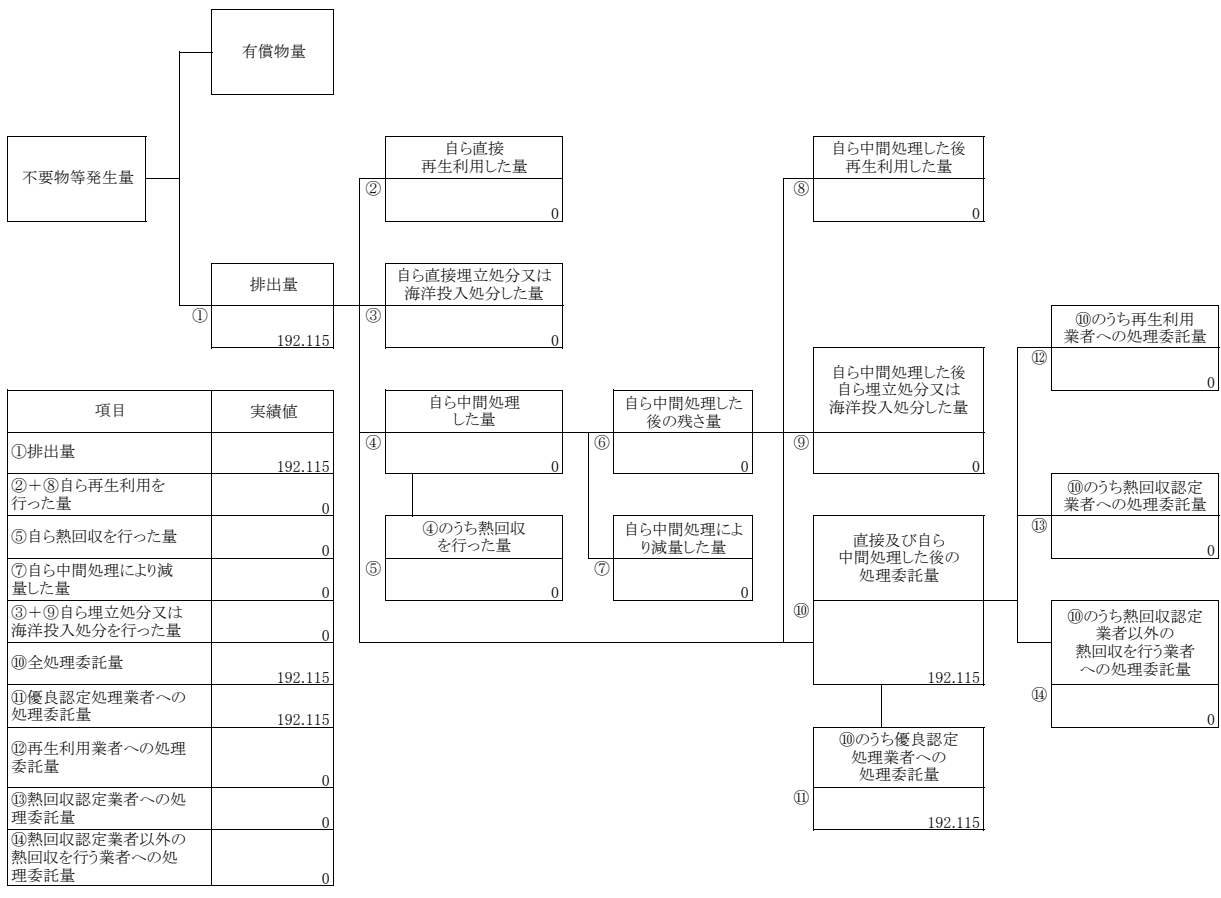 有償物量
不要物等発生量
排出量
①
192.115
自ら直接
再生利用した量
②
0
自ら直接埋立処分又は
海洋投入処分した量
③
0
自ら中間処理
した量
④
0
④のうち熱回収
を行った量
⑤
0
自ら中間処理した
後の残さ量
⑥
0
自ら中間処理によ
り減量した量
⑦
0
自ら中間処理した後
再生利用した量
⑧
0
自ら中間処理した後
自ら埋立処分又は
海洋投入処分した量
⑨
0
直接及び自ら
中間処理した後の
処理委託量
⑩
192.115
⑩のうち優良認定
処理業者への
処理委託量
⑪
192.115
⑩のうち再生利用
業者への処理委託量
⑫
0
⑩のうち熱回収認定
業者への処理委託量
⑬
0
⑩のうち熱回収認定
業者以外の
熱回収を行う業者
への処理委託量
⑭
0
項目 実績値
①排出量
192.115
②＋⑧自ら再生利用を
行った量
0
⑤自ら熱回収を行った量
0
⑦自ら中間処理により減
量した量
0
③＋⑨自ら埋立処分又は
海洋投入処分を行った量
0
⑩全処理委託量
192.115
⑪優良認定処理業者への
処理委託量
192.115
⑫再生利用業者への処理
委託量
0
⑬熱回収認定業者への処
理委託量
0
⑭熱回収認定業者以外の
熱回収を行う業者への処
理委託量
0